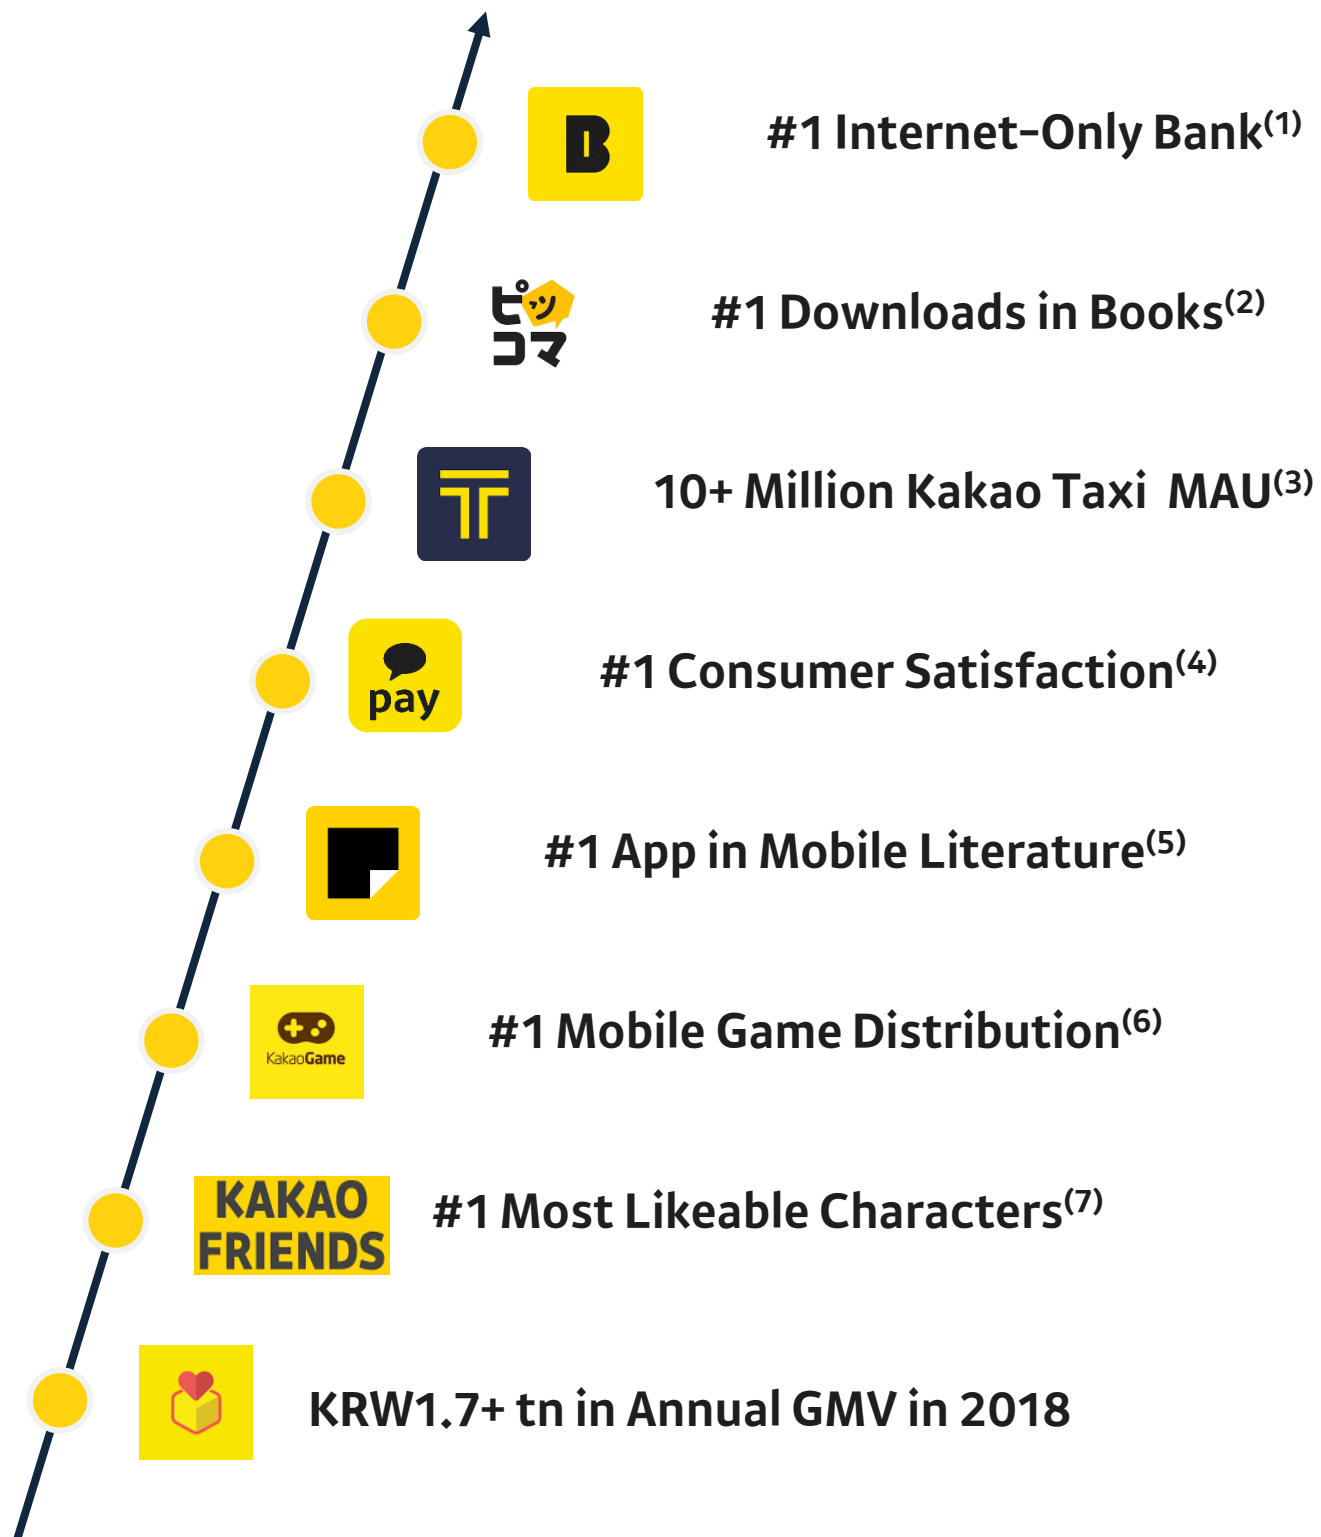 B
#1 Internet-Only Bank(1)
ピッ
コマ
#1 Downloads in Books(2)
T
10+ Million Kakao Taxi MAU(3)
pay
#1 Consumer Satisfaction(4)
#1 App in Mobile Literature(5)
KakaoGame
#1 Mobile Game Distribution(6)
KAKAO
FRIENDS
#1 Most Likeable Characters(7)
KRW1.7+ tn in Annual GMV in 2018